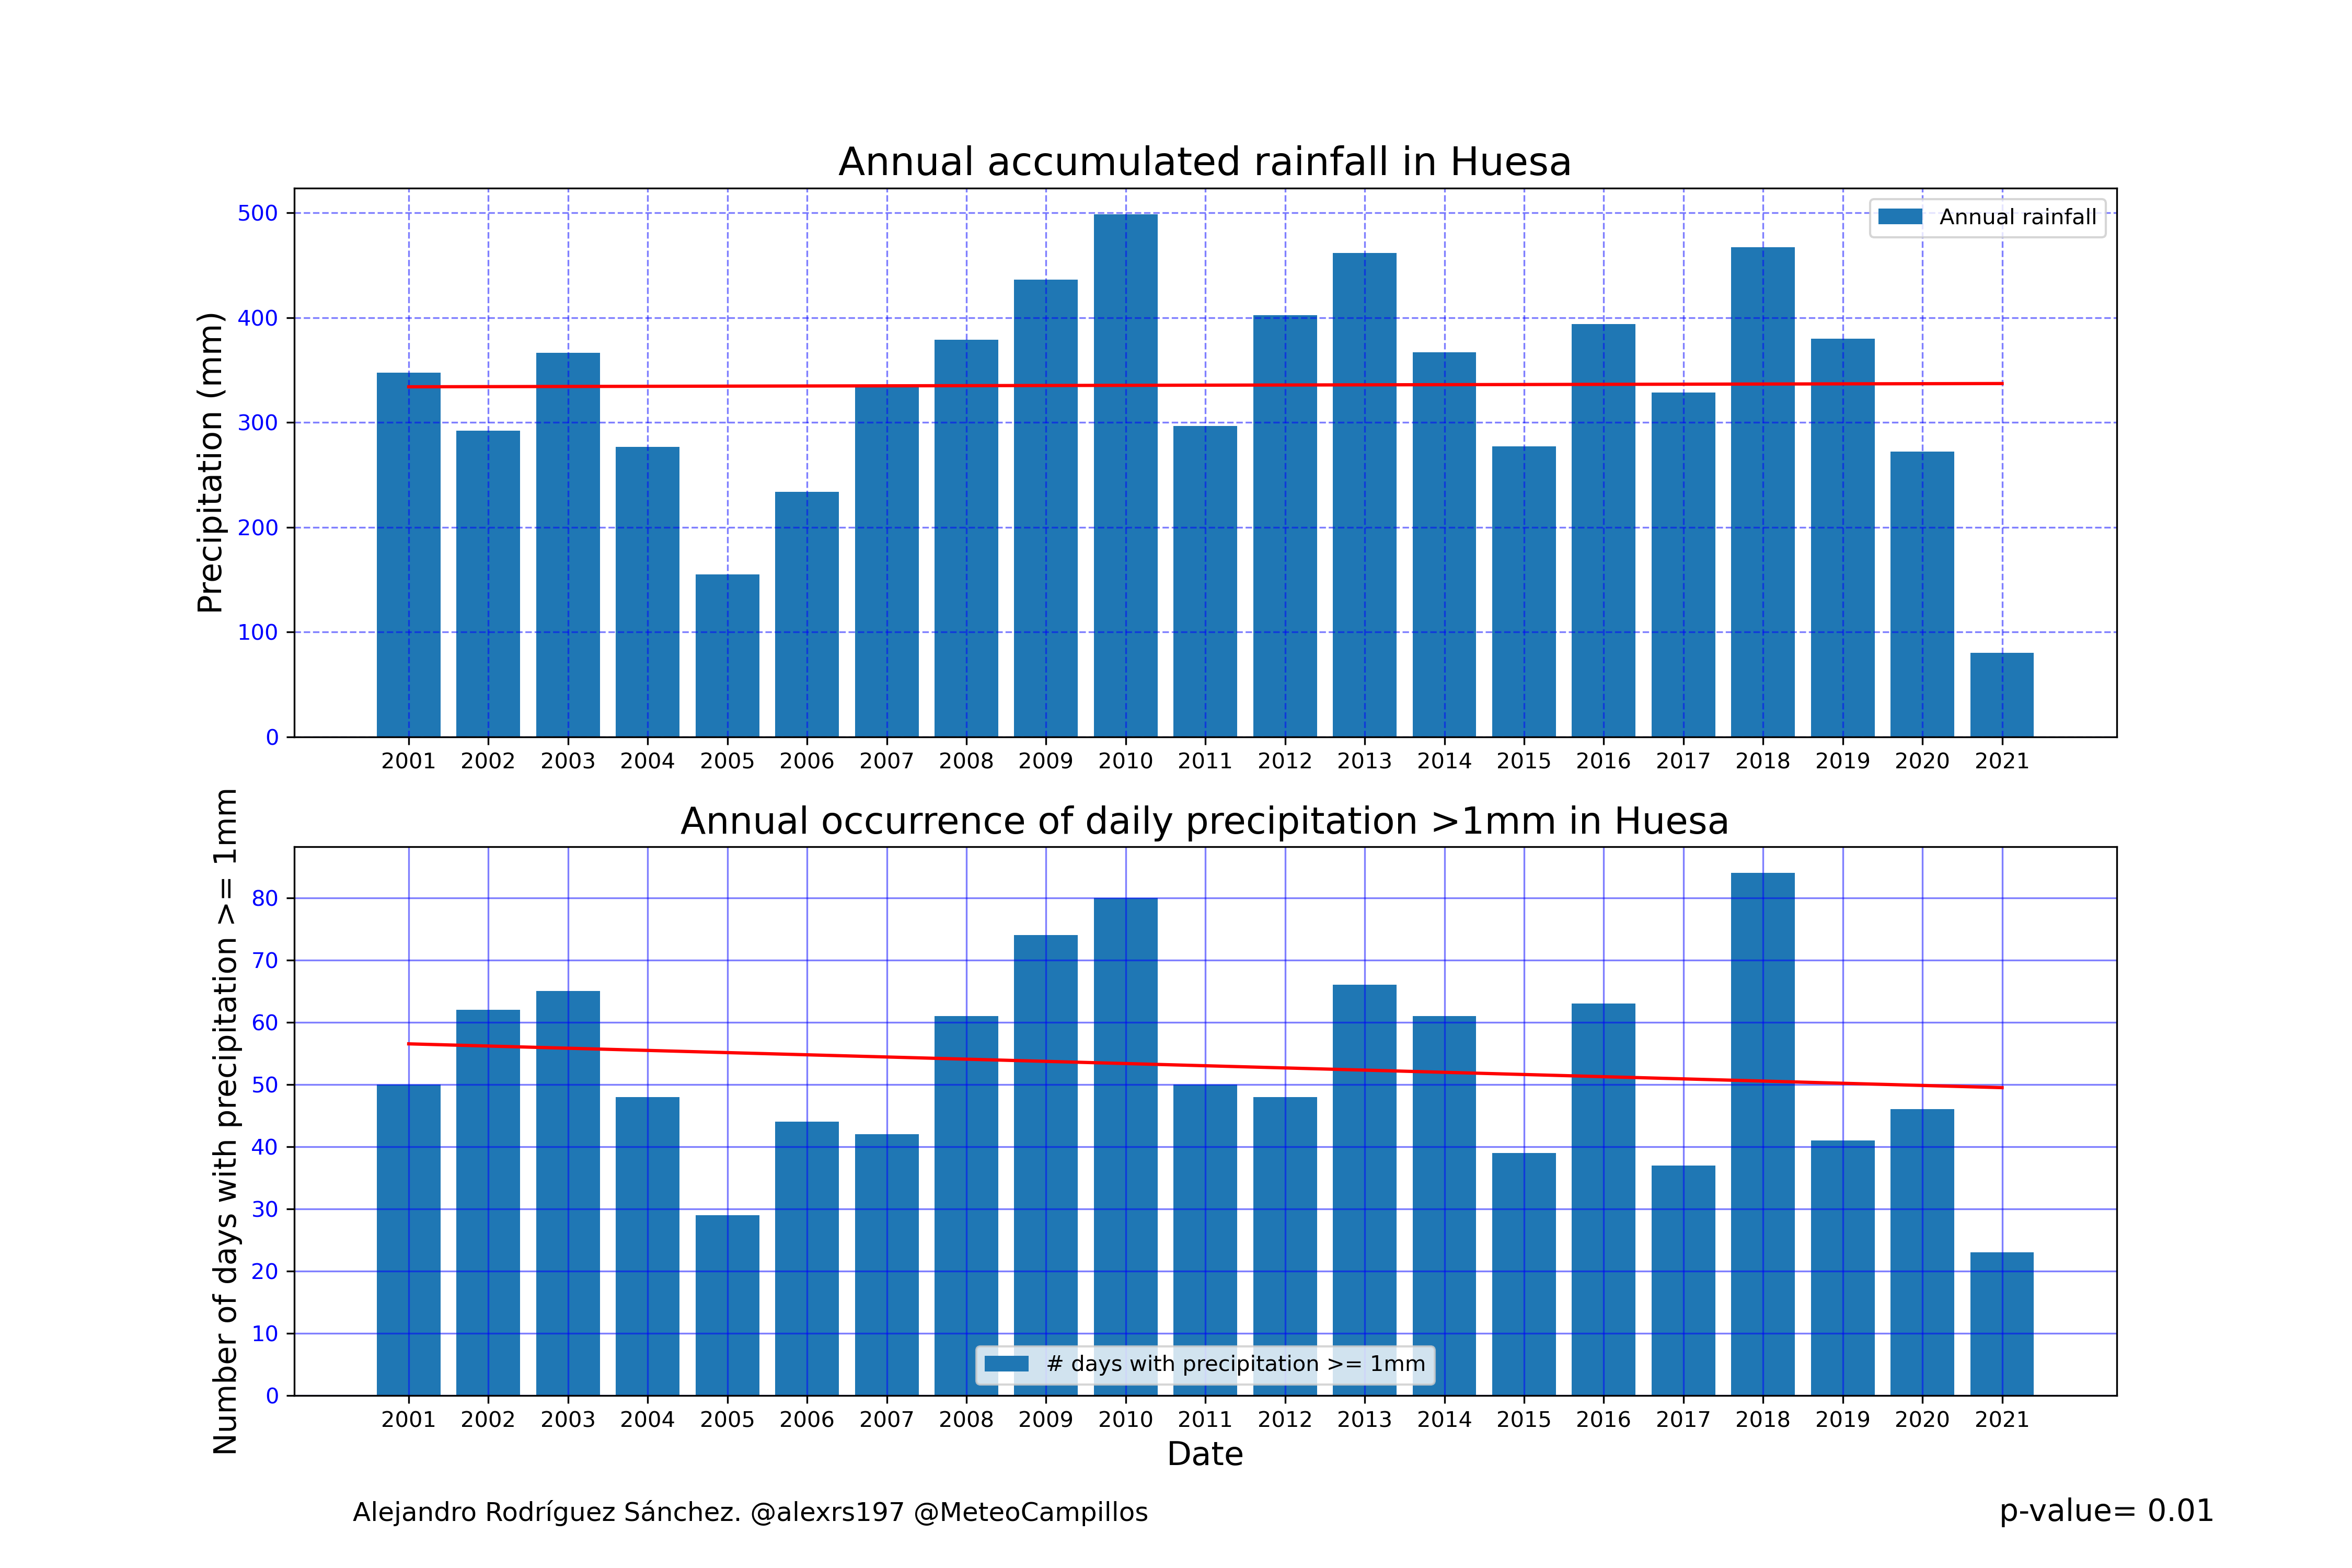 Annual accumulated rainfall in Huesa
Precipitation (mm)
500
400
300
200
100
0
Annual rainfall
2001 2002 2003 2004 2005 2006 2007 2008 2009 2010 2011 2012 2013 2014 2015 2016 2017 2018 2019 2020 2021
Annual occurrence of daily precipitation >1mm in Huesa
Number of days with precipitation >= 1mm
80
70
60
50
40
30
20
10
0
# days with precipitation >= 1mm
2001 2002 2003 2004 2005 2006 2007 2008 2009 2010 2011 2012 2013 2014 2015 2016 2017 2018 2019 2020 2021
Date
Alejandro Rodríguez Sánchez. @alexrs197 @MeteoCampillos
p-value= 0.01